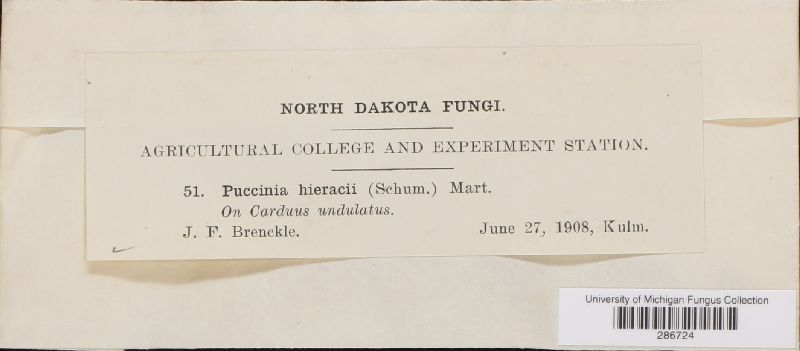 NORTH DAKOTA FUNGI.
AGRICULTURAL COLLEGE AND EXPERIMENT STATION.
51. Puccinia hieracii (Schum.) Mart.
On Carduus undulatus.
J. F. Brenckle. June 27, 1908, Kulm.
University of Michigan Fungus Collection
286724